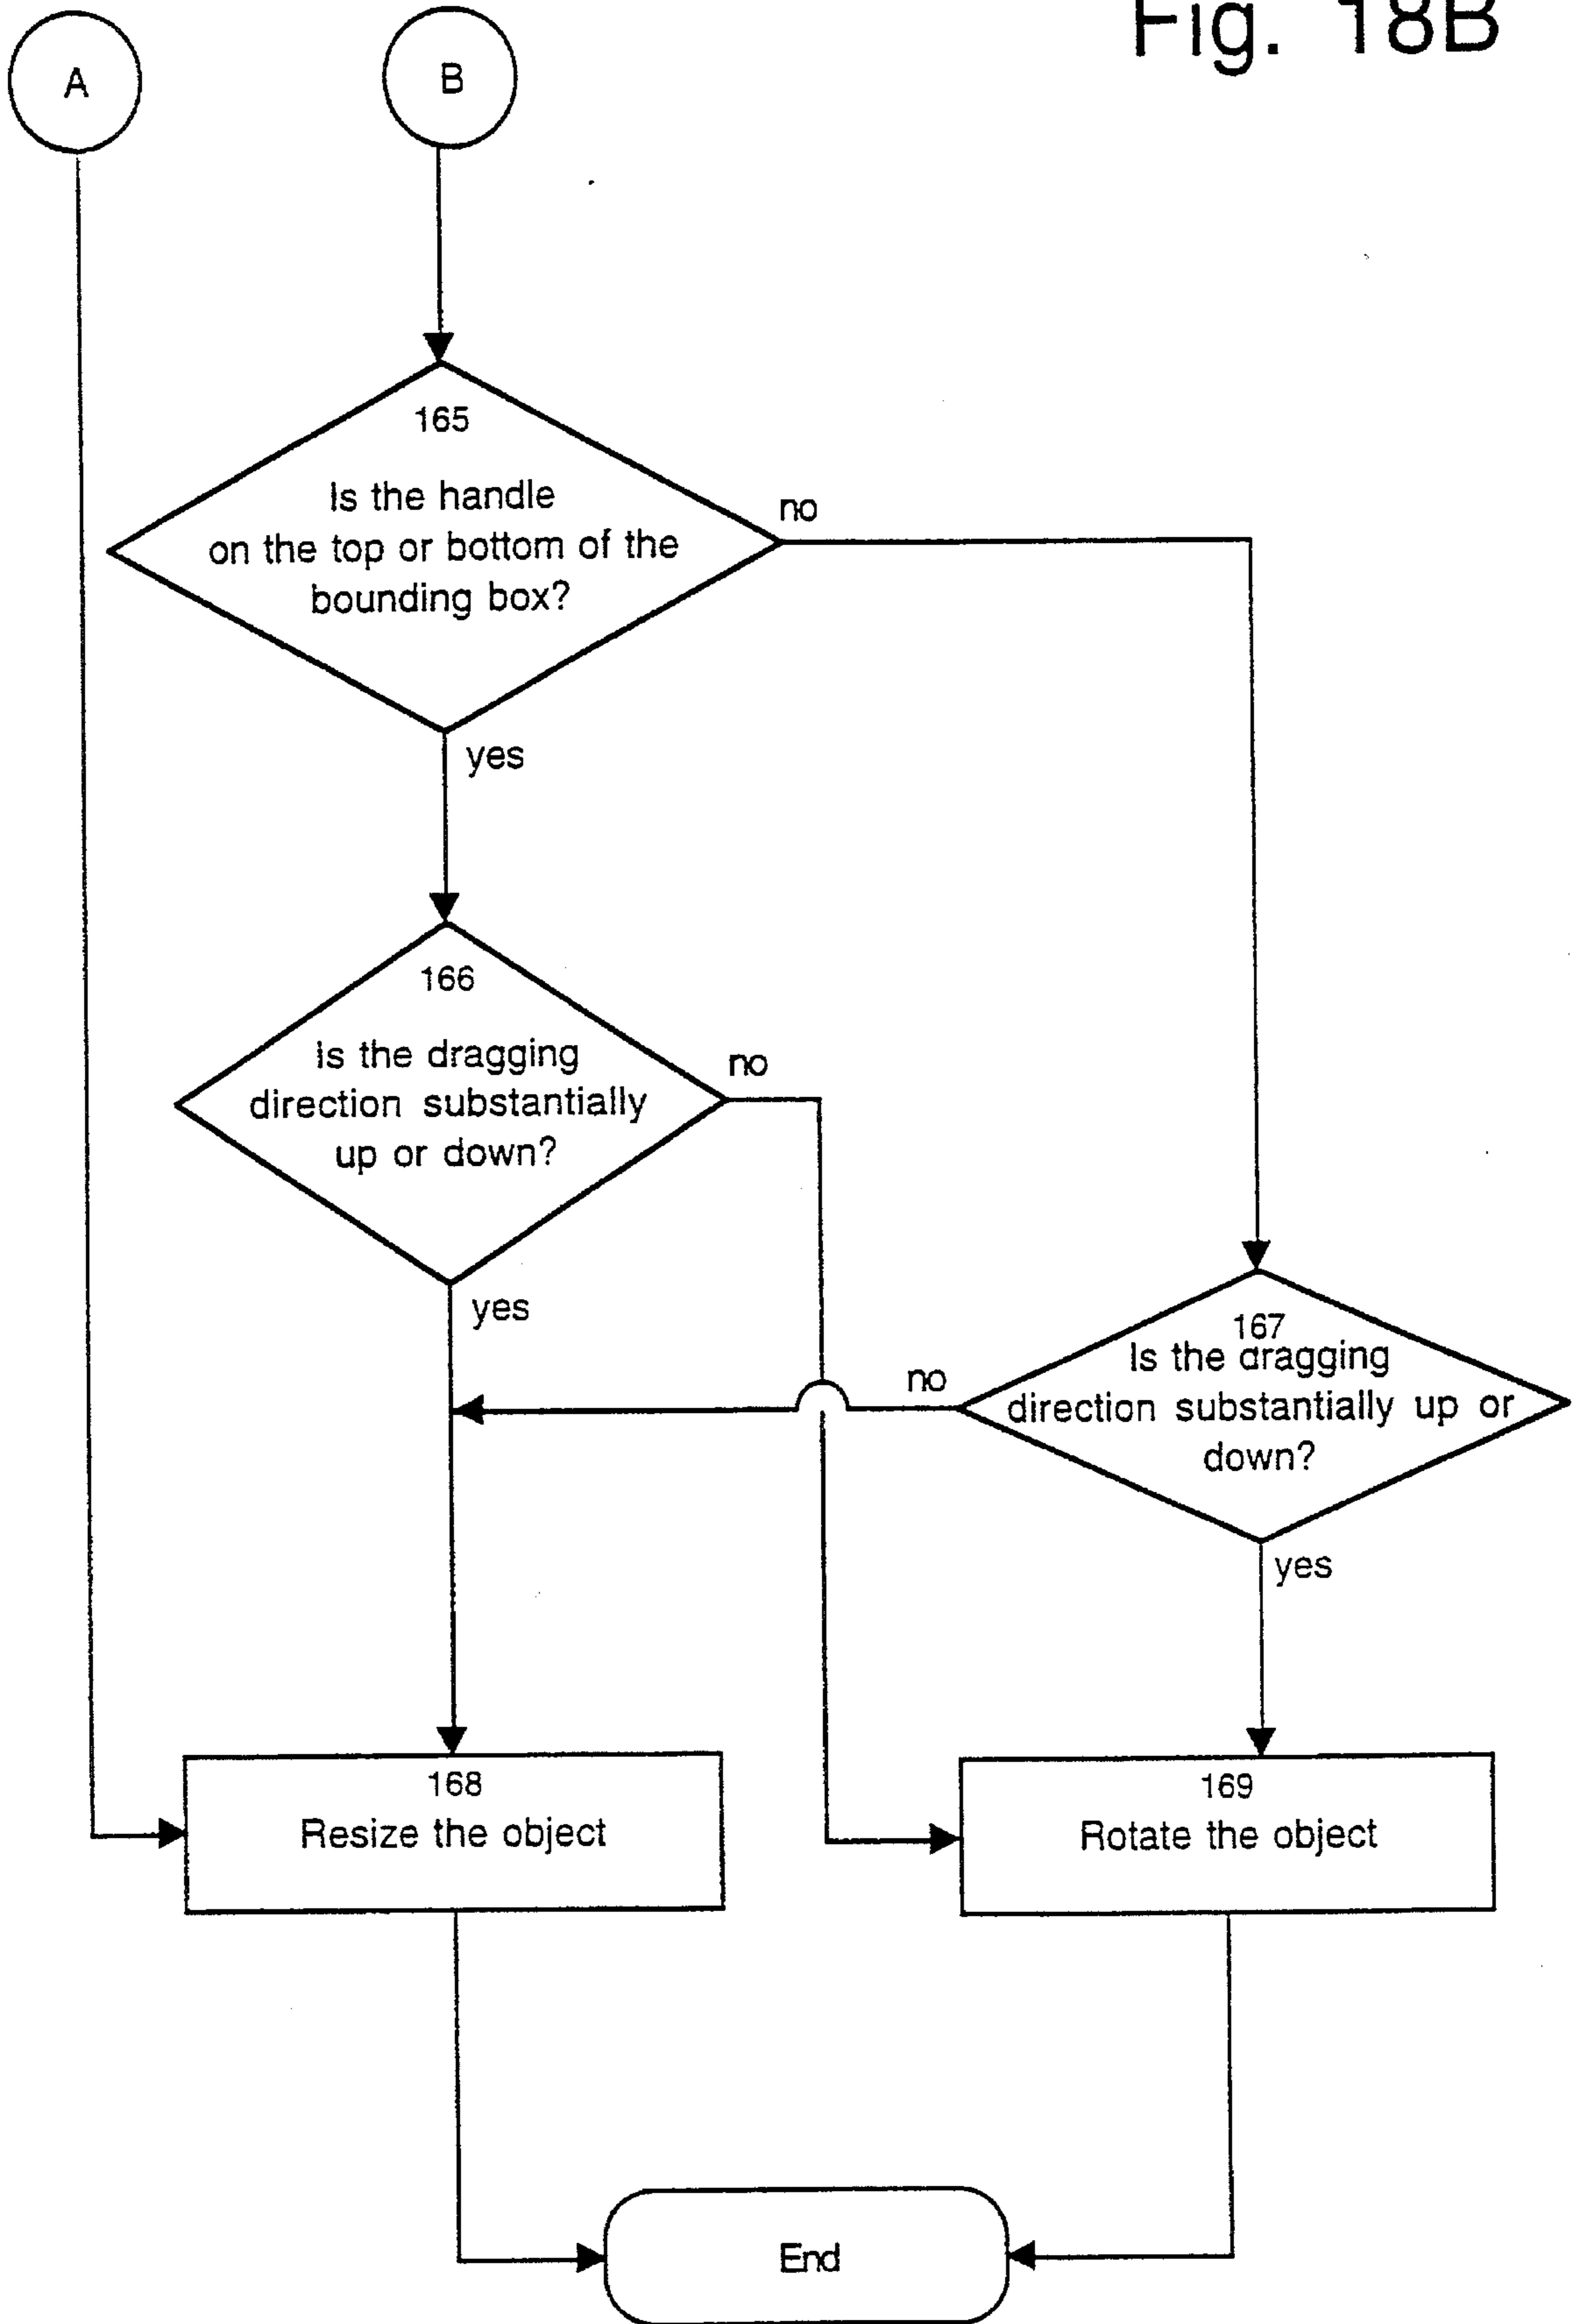 Fig. 18B
A
B
165
Is the handle
on the top or bottom of the
bounding box?
no
yes
166
Is the dragging
direction substantially
up or down?
no
yes
167
Is the dragging
direction substantially up or
down?
no
yes
168
Resize the object
169
Rotate the object
End